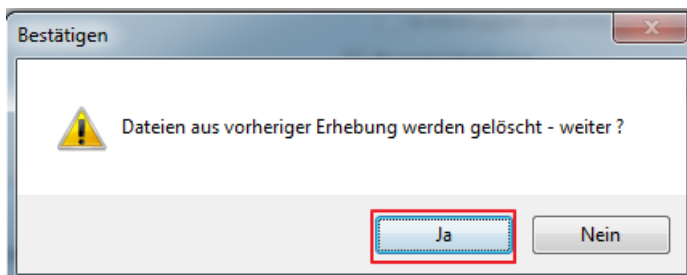 Bestätigen
Dateien aus vorheriger Erhebung werden gelöscht - weiter ?
Ja
Nein